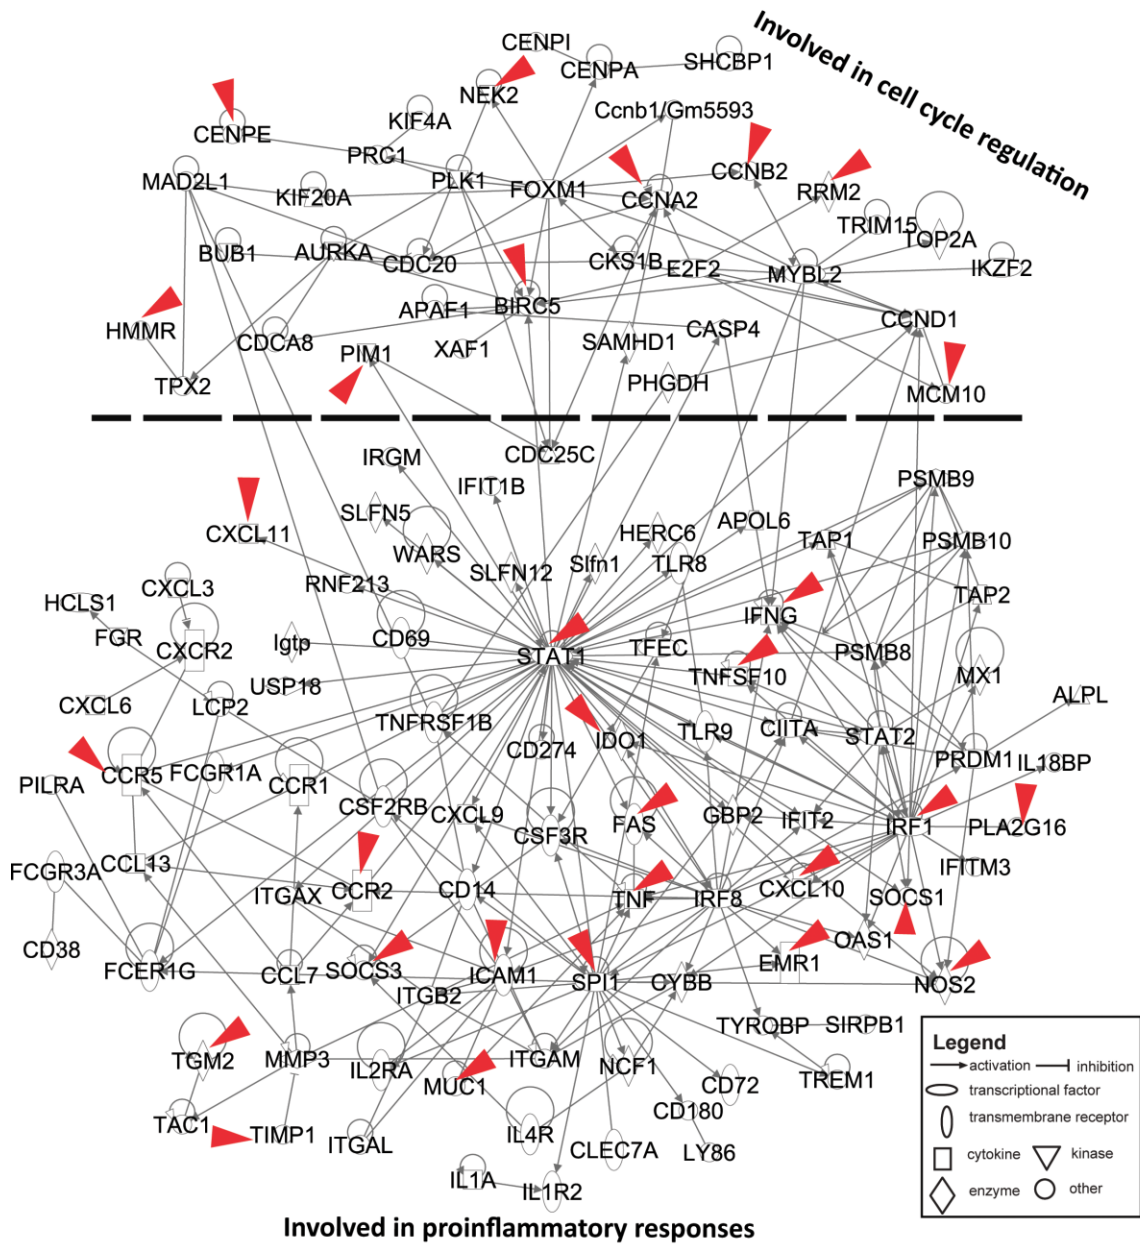 Involved in cell cycle regulation
CENPI
CENPA
SHCBP1
NEK2
Ccnb1/Gm5593
KIF4A
CENPE
PRC1
CCNB2
MAD2L1
KIF20A
PLK1
FOXM1
CCNA2
RRM2
TRIM15
TOP2A
BUB1
AURKA
CDC20
CKS1B
E2F2
MYBL2
IKZF2
APAF1
BIRC5
CCND1
HMMR
CDCA8
XAF1
SAMHD1
CASP4
PIM1
TPX2
PHGDH
MCM10
CDC25C
IRGM
IFIT1B
PSMB9
SLFN5
CXCL11
WARS
HERC6
APOL6
TAP1
PSMB10
SLFN12
Slfn1
TLR8
RNF213
CXCL3
HCLS1
FGR
CXCR2
Igtp
CD69
STAT1
TFEC
IFNG
TAP2
PSMB8
TNFSF10
MX1
USP18
CXCL6
LCP2
TNFRSF1B
ALPL
CD274
IDO1
TLR9
CIITA
STAT2
PRDM1
IL18BP
PILRA
CCR5
FCGR1A
CCR1
CSF2RB
CXCL9
CSF3R
FAS
GBP2
IFIT2
IRF1
PLA2G16
FCGR3A
CCL13
ITGAX
CCR2
CD14
TNF
IRF8
CXCL10
SOCS1
IFITM3
CD38
FCER1G
CCL7
SOCS3
ITGB2
ICAM1
SPI1
CYBB
EMR1
OAS1
NOS2
TYROBP
SIRPB1
TGM2
MMP3
IL2RA
MUC1
ITGAM
NCF1
CD72
TREM1
TAC1
TIMP1
ITGAL
IL4R
CLEC7A
CD180
LY86
IL1A
IL1R2
Legend
activation
inhibition
transcriptional factor
transmembrane receptor
cytokine
kinase
enzyme
other
Involved in proinflammatory responses